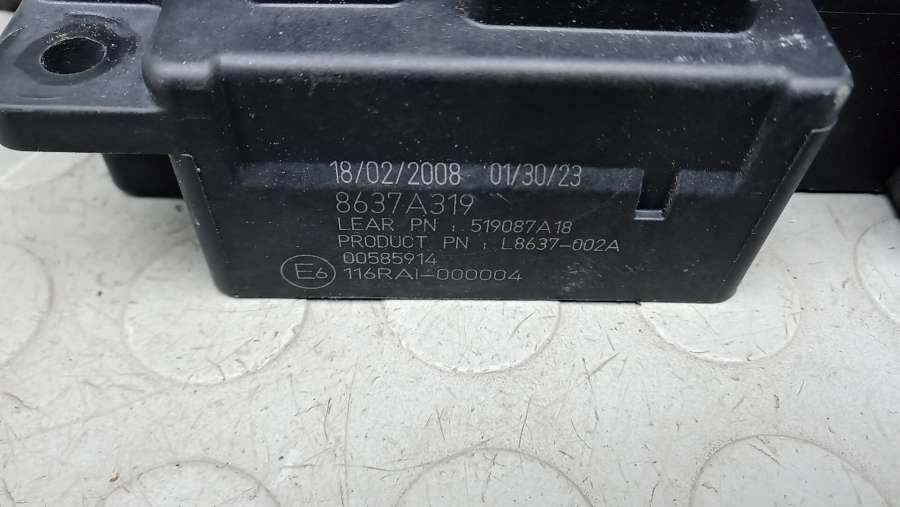 18/02/2008 01/30/23
8637A319
LEAR PN : 519087A18
PRODUCT PN : L8637-002A
00585914
E6 116RAI-000004